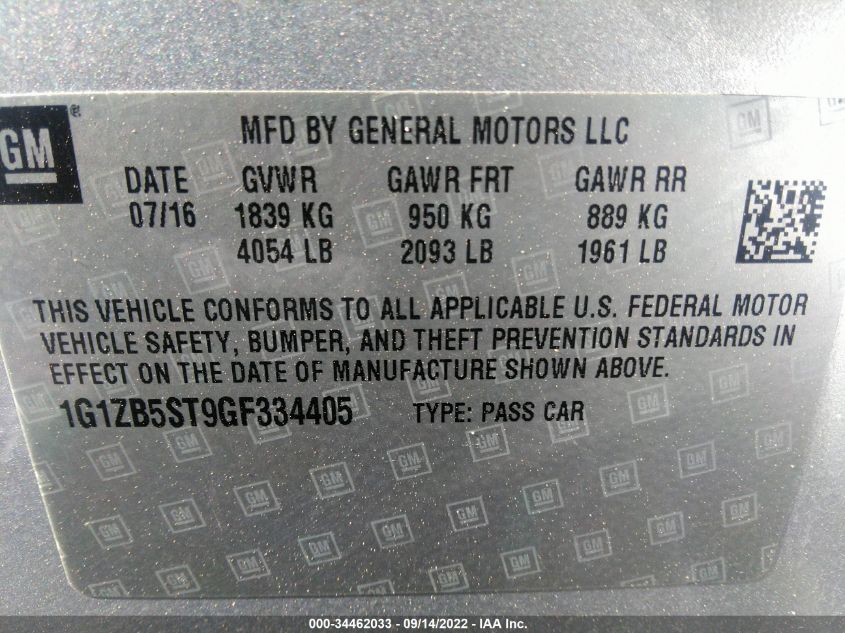 GM ®
MFD BY GENERAL MOTORS LLC
DATE GVWR GAWR FRT GAWR RR
07/16 1839 KG 950 KG 889 KG
4054 LB 2093 LB 1961 LB
THIS VEHICLE CONFORMS TO ALL APPLICABLE U.S. FEDERAL MOTOR
VEHICLE SAFETY, BUMPER, AND THEFT PREVENTION STANDARDS IN
EFFECT ON THE DATE OF MANUFACTURE SHOWN ABOVE.
1G1ZB5ST9GF334405 TYPE: PASS CAR
000-34462033 - 09/14/2022 - IAA Inc.